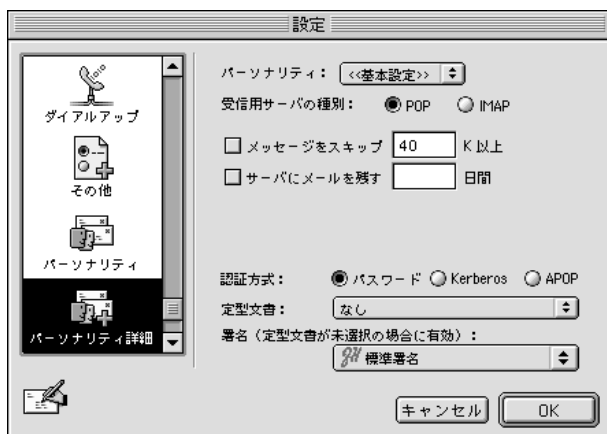 設定
ダイアルアップ
その他
パーソナリティ
パーソナリティ詳細
パーソナリティ： <<基本設定>>
受信用サーバの種別： POP IMAP
メッセージをスキップ 40 K 以上
サーバにメールを残す 日間
認証方式： パスワード Kerberos APOP
定型文書： なし
署名（定型文書が未選択の場合に有効）：
標準署名
キャンセル OK